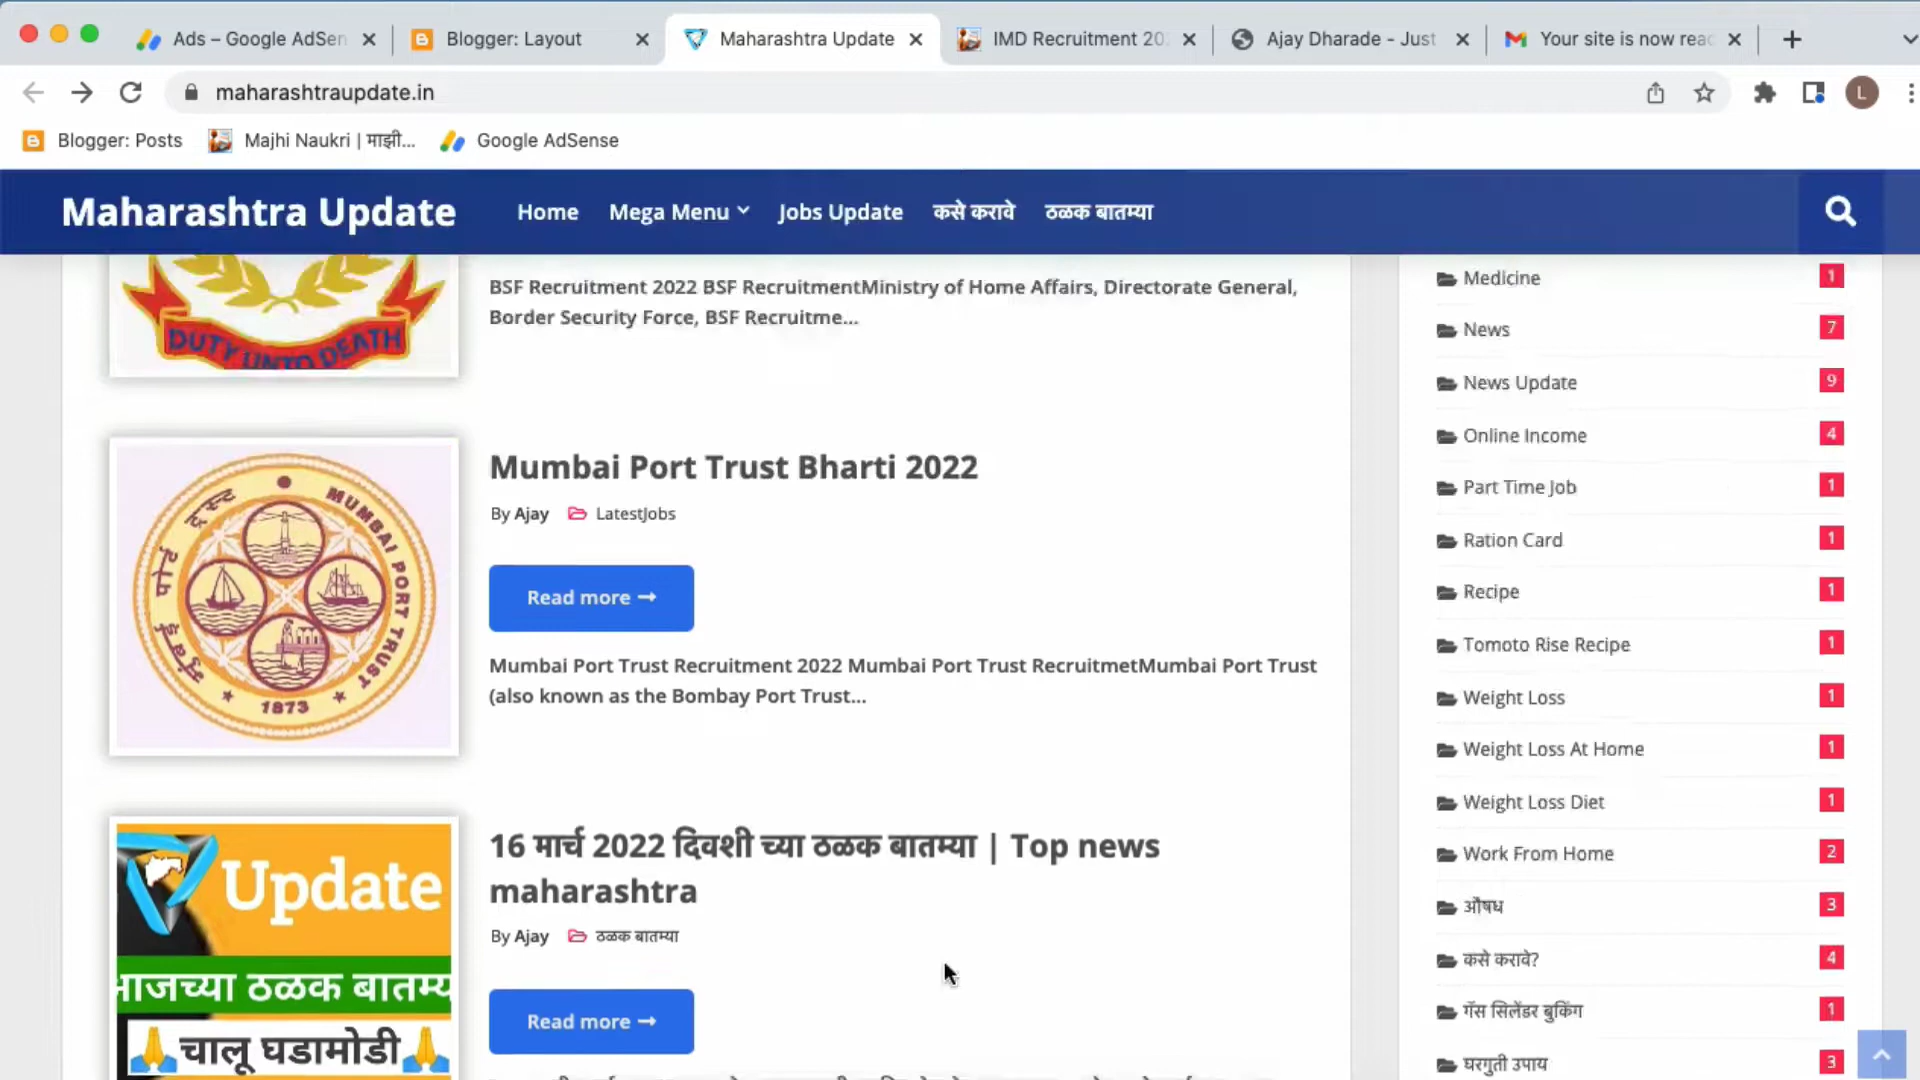 Ads – Google AdSen
Blogger: Layout
Maharashtra Update
IMD Recruitment 20
Ajay Dharade - Just
Your site is now rea
maharashtraupdate.in
L
Blogger: Posts
Majhi Naukri | माझी...
Google AdSense
Maharashtra Update
Home
Mega Menu
Jobs Update
कसे करावे
ठळक बातम्या
DUTY UNTO DEATH
BSF Recruitment 2022 BSF RecruitmentMinistry of Home Affairs, Directorate General,
Border Security Force, BSF Recruitme...
मुंबई पोर्ट ट्रस्ट
MUMBAI PORT TRUST
1873
Mumbai Port Trust Bharti 2022
By Ajay LatestJobs
Read more
Mumbai Port Trust Recruitment 2022 Mumbai Port Trust RecruitmetMumbai Port Trust
(also known as the Bombay Port Trust...
Update
आजच्या ठळक बातम्य
चालू घडामोडी
16 मार्च 2022 दिवशी च्या ठळक बातम्या | Top news
maharashtra
By Ajay ठळक बातम्या
Read more
Medicine 1
News 7
News Update 9
Online Income 4
Part Time Job 1
Ration Card 1
Recipe 1
Tomoto Rise Recipe 1
Weight Loss 1
Weight Loss At Home 1
Weight Loss Diet 1
Work From Home 2
औषध 3
कसे करावे? 4
गॅस सिलेंडर बुकिंग 1
घरगुती उपाय 3